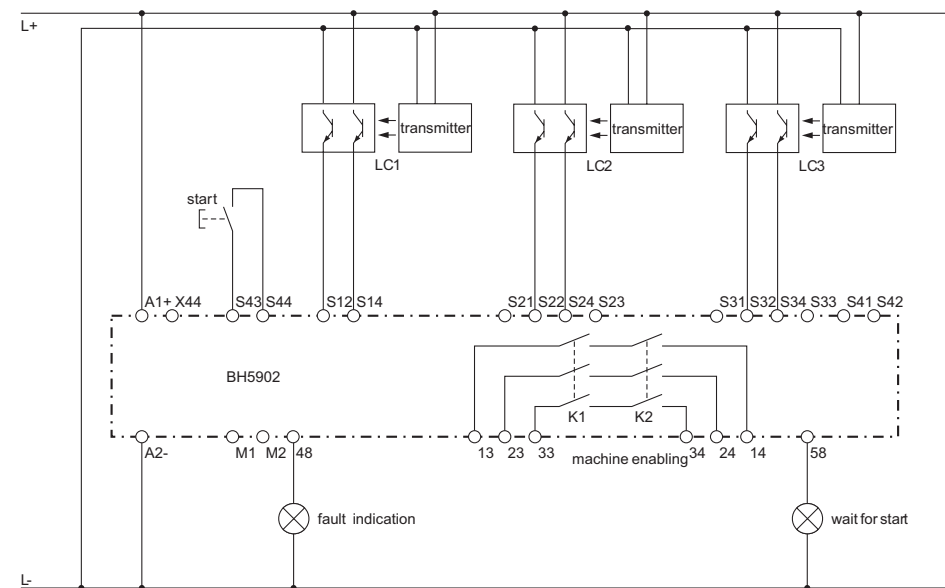 L+
transmitter transmitter transmitter
LC1 LC2 LC3
start
A1+ X44 S43 S44 S12 S14 S21 S22 S24 S23 S31 S32 S34 S33 S41 S42
BH5902
K1 K2
A2- M1 M2 48 13 23 33 machine enabling 34 24 14 58
fault indication wait for start
L-